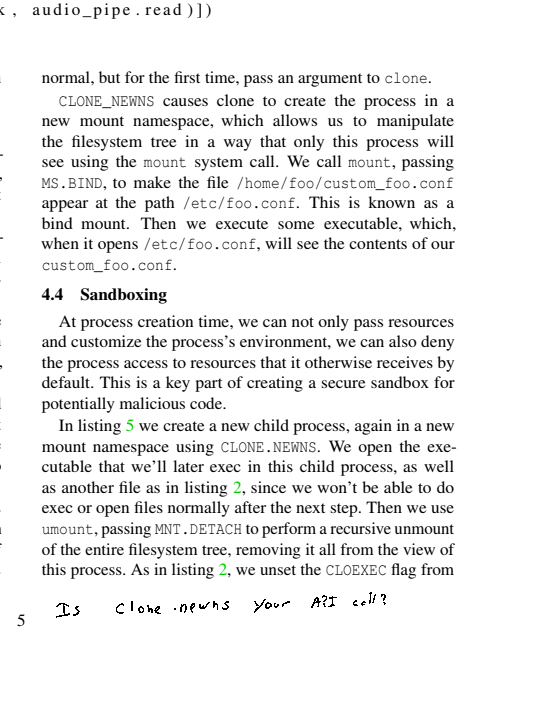 k , audio_pipe.read)])
normal, but for the first time, pass an argument to clone.
CLONE_NEWNS causes clone to create the process in a
new mount namespace, which allows us to manipulate
the filesystem tree in a way that only this process will
see using the mount system call. We call mount, passing
MS.BIND, to make the file /home/foo/custom_foo.conf
appear at the path /etc/foo.conf. This is known as a
bind mount. Then we execute some executable, which,
when it opens /etc/foo.conf, will see the contents of our
custom_foo.conf.
4.4 Sandboxing
At process creation time, we can not only pass resources
and customize the process's environment, we can also deny
the process access to resources that it otherwise receives by
default. This is a key part of creating a secure sandbox for
potentially malicious code.
In listing 5 we create a new child process, again in a new
mount namespace using CLONE.NEWNS. We open the exe-
cutable that we'll later exec in this child process, as well
as another file as in listing 2, since we won't be able to do
exec or open files normally after the next step. Then we use
umount, passing MNT.DETACH to perform a recursive unmount
of the entire filesystem tree, removing it all from the view of
this process. As in listing 2, we unset the CLOEXEC flag from
Is Clone.newns your API call?
5